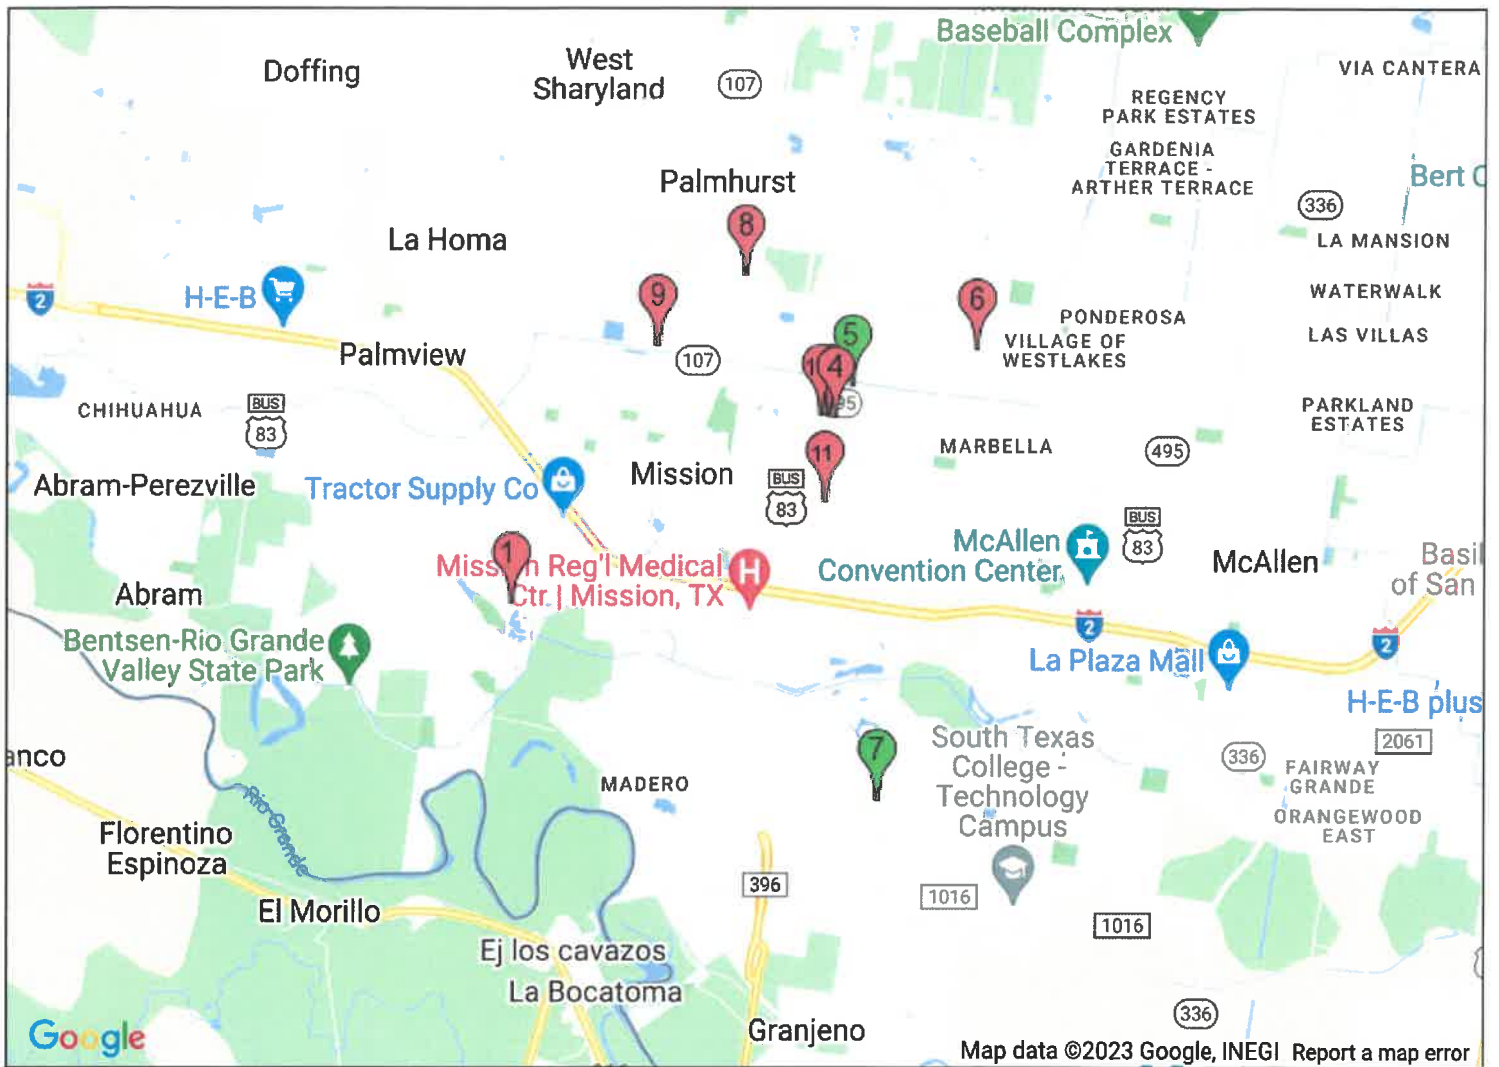 Baseball Complex
Doffing
West
Sharyland
107
VIA CANTERA
REGENCY
PARK ESTATES
GARDENIA
TERRACE -
ARTHER TERRACE
Palmhurst
Bert
336
8
La Homa
LA MANSION
2
H-E-B
9
6
WATERWALK
PONDEROSA
5
VILLAGE OF
WESTLAKES
LAS VILLAS
Palmview
107
4
CHIHUAHUA
BUS
83
PARKLAND
ESTATES
11
MARBELLA
495
Abram-Perezville
Tractor Supply Co
Mission
BUS
83
BUS
83
1
McAllen
Convention Center
McAllen
Mission Reg'l Medical
Ctr | Mission, TX
Basil
of San
Abram
2
2
Bentsen-Rio Grande
Valley State Park
La Plaza Mall
H-E-B plus
7
South Texas
College -
Technology
Campus
2061
336
anco
FAIRWAY
GRANDE
MADERO
Rio Grande
ORANGEWOOD
EAST
Florentino
Espinoza
396
1016
El Morillo
1016
Ej los cavazos
La Bocatoma
336
Granjeno
Google
Map data ©2023 Google, INEGI Report a map error